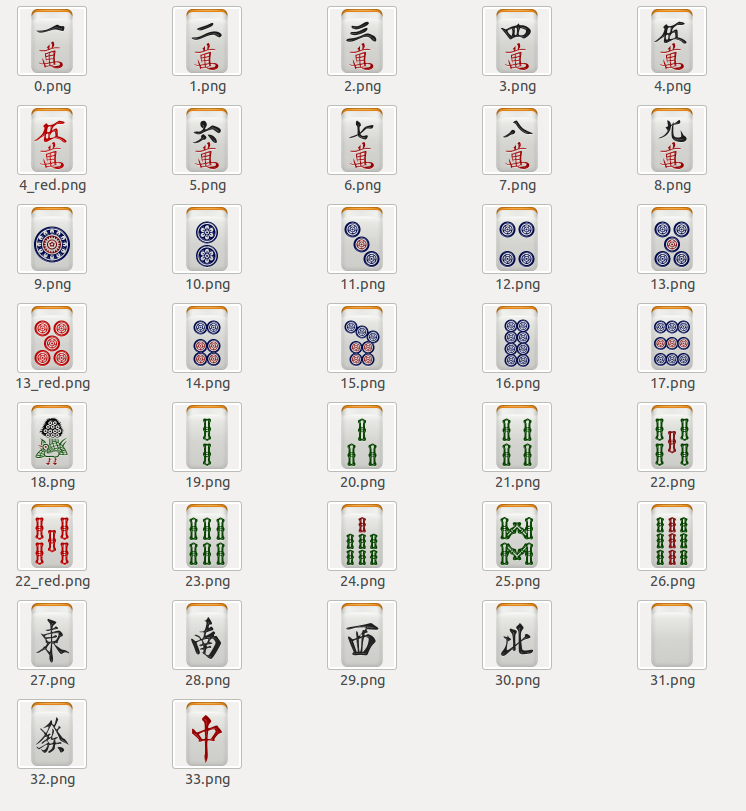 一萬 二萬 三萬 四萬 伍萬
0.png 1.png 2.png 3.png 4.png
伍萬 六萬 七萬 八萬 九萬
4_red.png 5.png 6.png 7.png 8.png
9.png 10.png 11.png 12.png 13.png
13_red.png 14.png 15.png 16.png 17.png
18.png 19.png 20.png 21.png 22.png
22_red.png 23.png 24.png 25.png 26.png
東 南 西 北
27.png 28.png 29.png 30.png 31.png
發 中
32.png 33.png